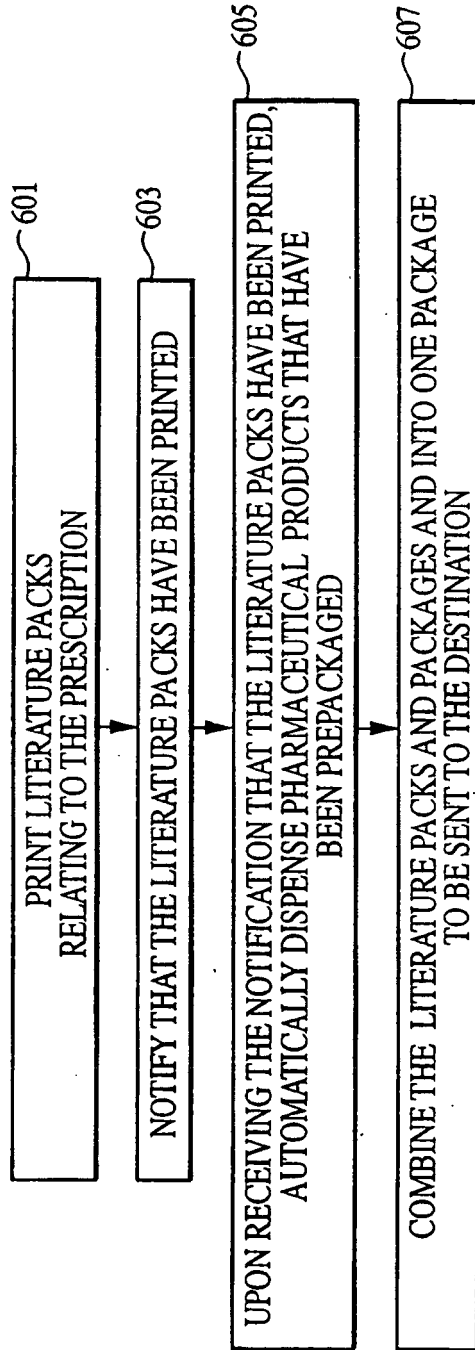 601
PRINT LITERATURE PACKS
RELATING TO THE PRESCRIPTION
603
NOTIFY THAT THE LITERATURE PACKS HAVE BEEN PRINTED
605
UPON RECEIVING THE NOTIFICATION THAT THE LITERATURE PACKS HAVE BEEN PRINTED,
AUTOMATICALLY DISPENSE PHARMACEUTICAL PRODUCTS THAT HAVE
BEEN PREPACKAGED
607
COMBINE THE LITERATURE PACKS AND PACKAGES AND INTO ONE PACKAGE
TO BE SENT TO THE DESTINATION